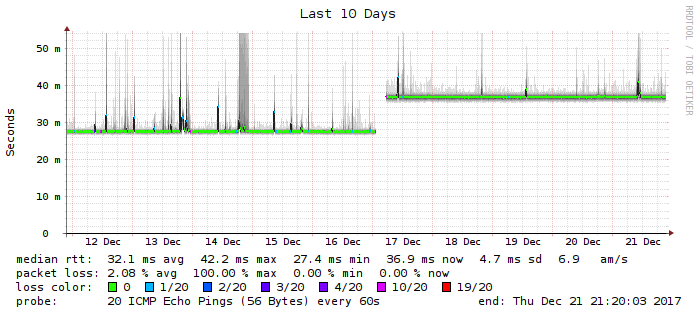 Last 10 Days
RRDTOOL / TOBI OETIKER
Seconds
50 m
40 m
30 m
20 m
10 m
0
12 Dec 13 Dec 14 Dec 15 Dec 16 Dec 17 Dec 18 Dec 19 Dec 20 Dec 21 Dec
median rtt: 32.1 ms avg 42.2 ms max 27.4 ms min 36.9 ms now 4.7 ms sd 6.9 am/s
packet loss: 2.08 % avg 100.00 % max 0.00 % min 0.00 % now
loss color: 0 1/20 2/20 3/20 4/20 10/20 19/20
probe: 20 ICMP Echo Pings (56 Bytes) every 60s end: Thu Dec 21 21:20:03 2017